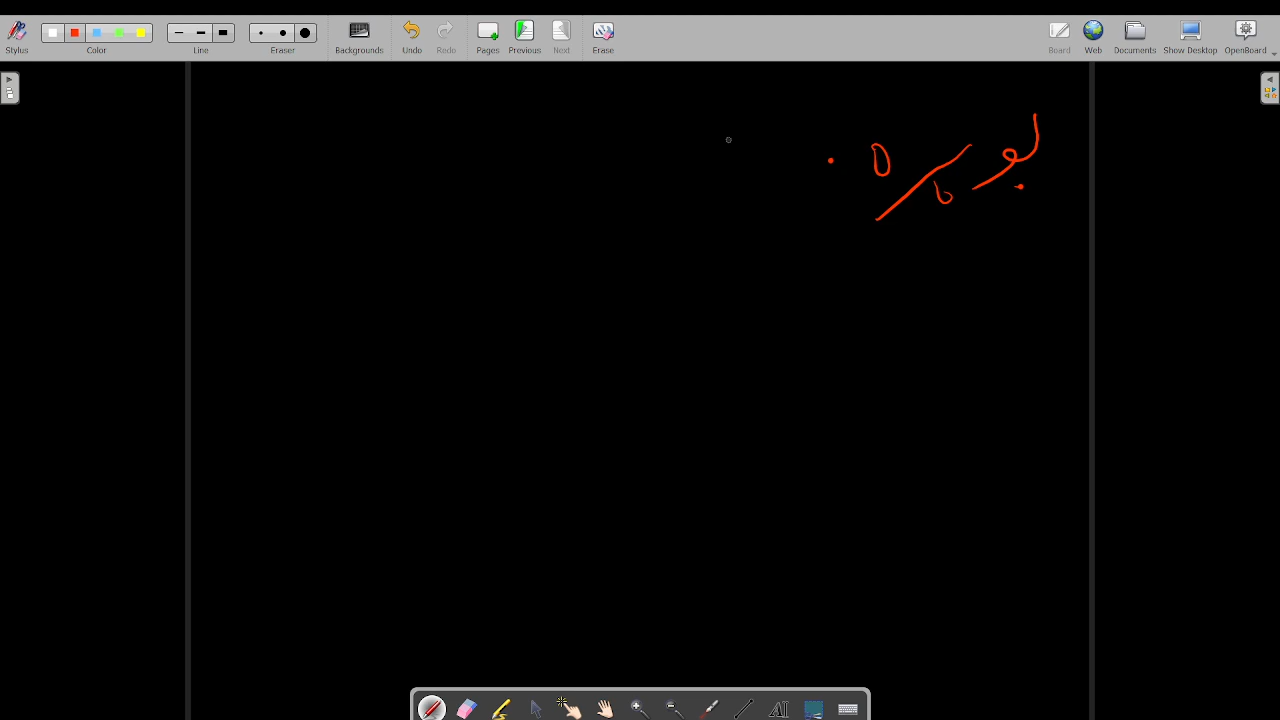 Stylus
Color
Line
Eraser
Backgrounds
Undo
Redo
Pages
Previous
Next
Erase
Board
Web
Documents
Show Desktop
OpenBoard